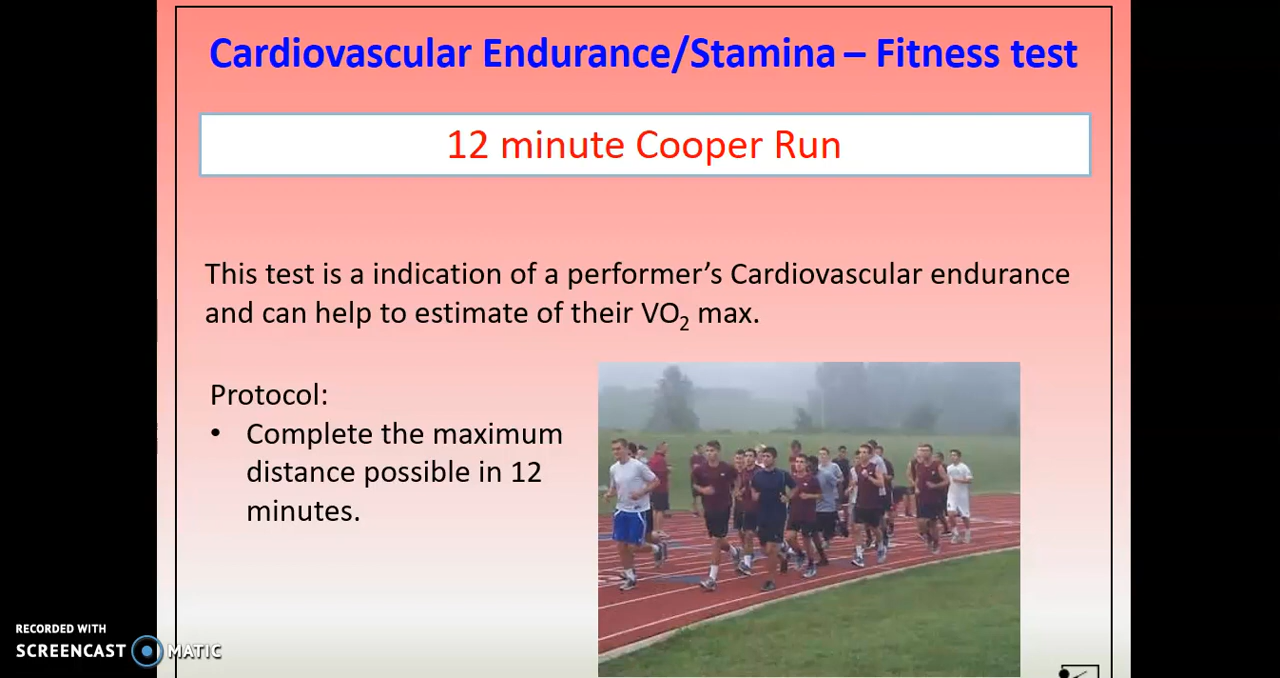 Cardiovascular Endurance/Stamina – Fitness test
12 minute Cooper Run
This test is a indication of a performer’s Cardiovascular endurance
and can help to estimate of their VO₂ max.
Protocol:
• Complete the maximum
distance possible in 12
minutes.
RECORDED WITH
SCREENCAST MATIC